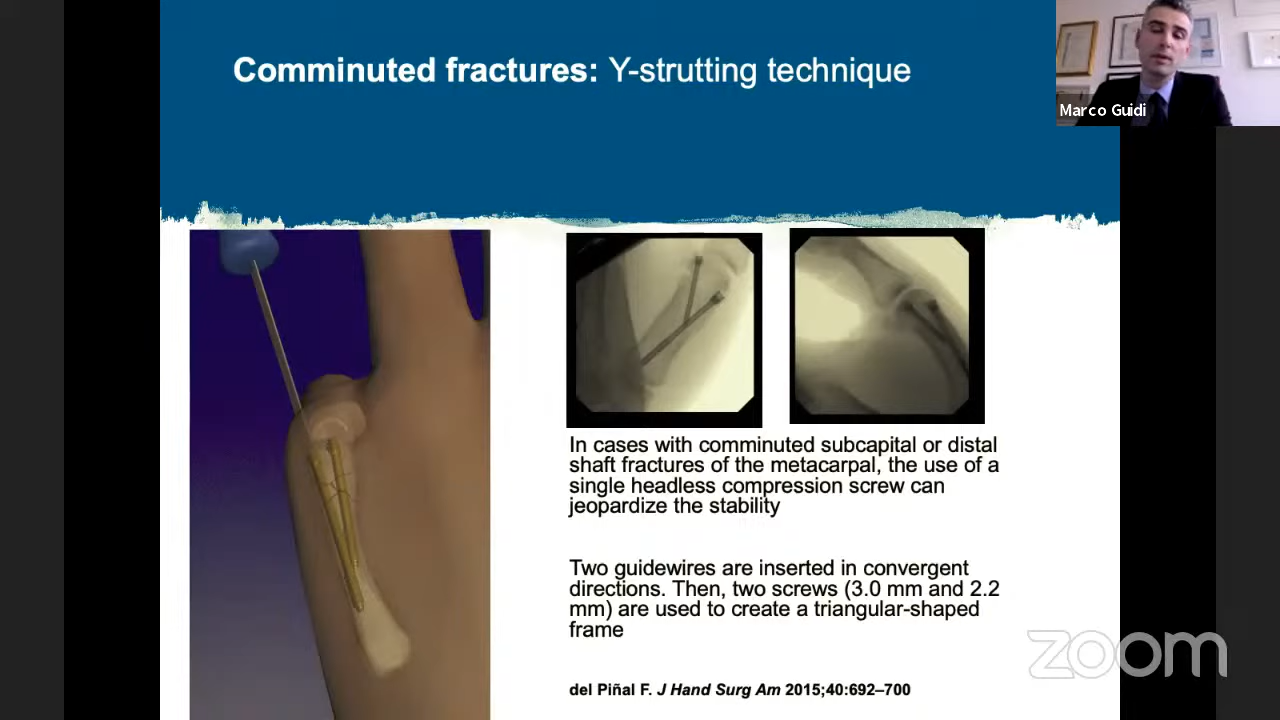 Comminuted fractures: Y-strutting technique
Marco Guidi
In cases with comminuted subcapital or distal
shaft fractures of the metacarpal, the use of a
single headless compression screw can
jeopardize the stability
Two guidewires are inserted in convergent
directions. Then, two screws (3.0 mm and 2.2
mm) are used to create a triangular-shaped
frame
del Piñal F. J Hand Surg Am 2015;40:692–700
zoom